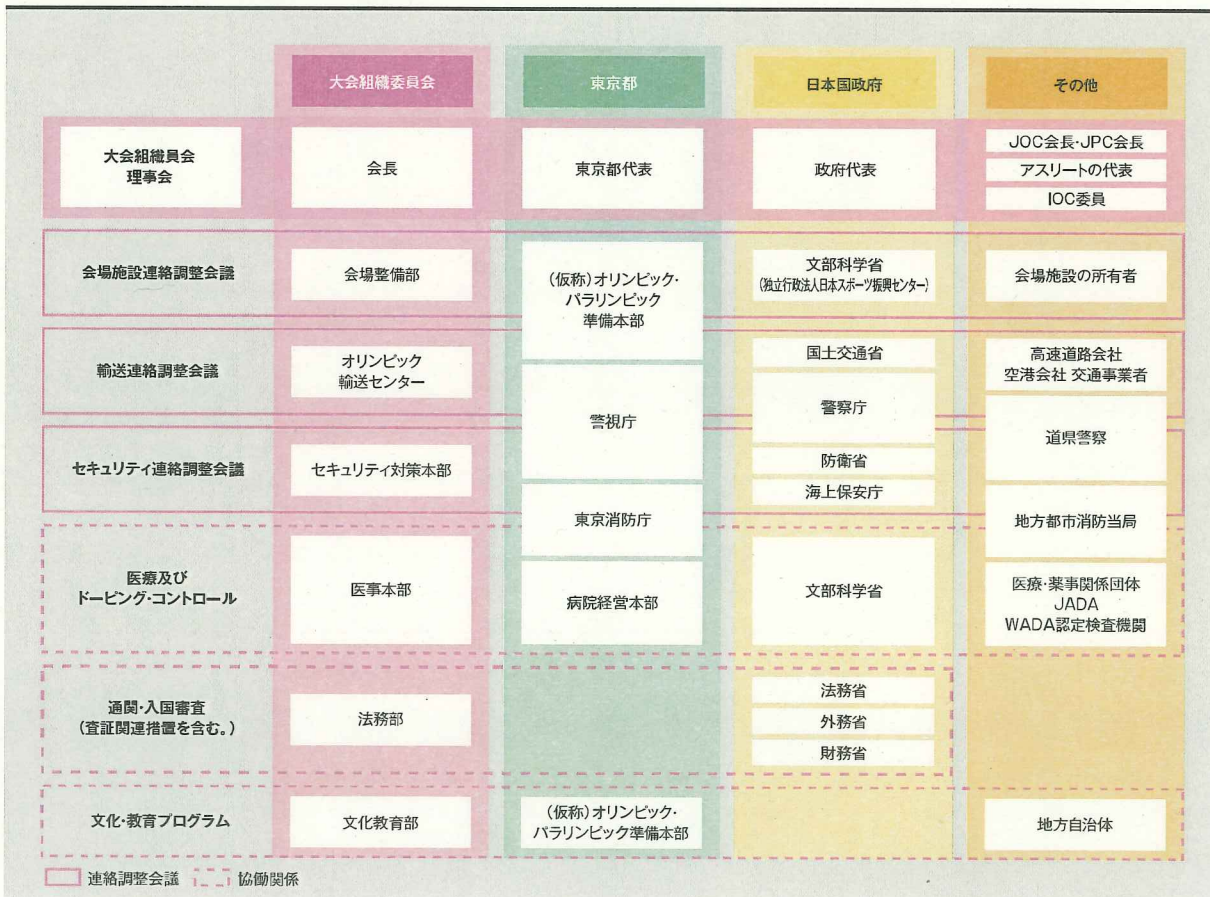 大会組織委員会
東京都
日本国政府
その他
大会組織員会
理事会
会長
東京都代表
政府代表
JOC会長・JPC会長
アスリートの代表
IOC委員
会場施設連絡調整会議
会場整備部
(仮称)オリンピック・
パラリンピック
準備本部
文部科学省
(独立行政法人日本スポーツ振興センター)
会場施設の所有者
輸送連絡調整会議
オリンピック
輸送センター
国土交通省
高速道路会社
空港会社 交通事業者
警視庁
警察庁
道県警察
セキュリティ連絡調整会議
セキュリティ対策本部
防衛省
海上保安庁
東京消防庁
地方都市消防当局
医療及び
ドーピング・コントロール
医事本部
病院経営本部
文部科学省
医療・薬事関係団体
JADA
WADA認定検査機関
通関・入国審査
(査証関連措置を含む。)
法務部
法務省
外務省
財務省
文化・教育プログラム
文化教育部
(仮称)オリンピック・
パラリンピック準備本部
地方自治体
連絡調整会議 協働関係